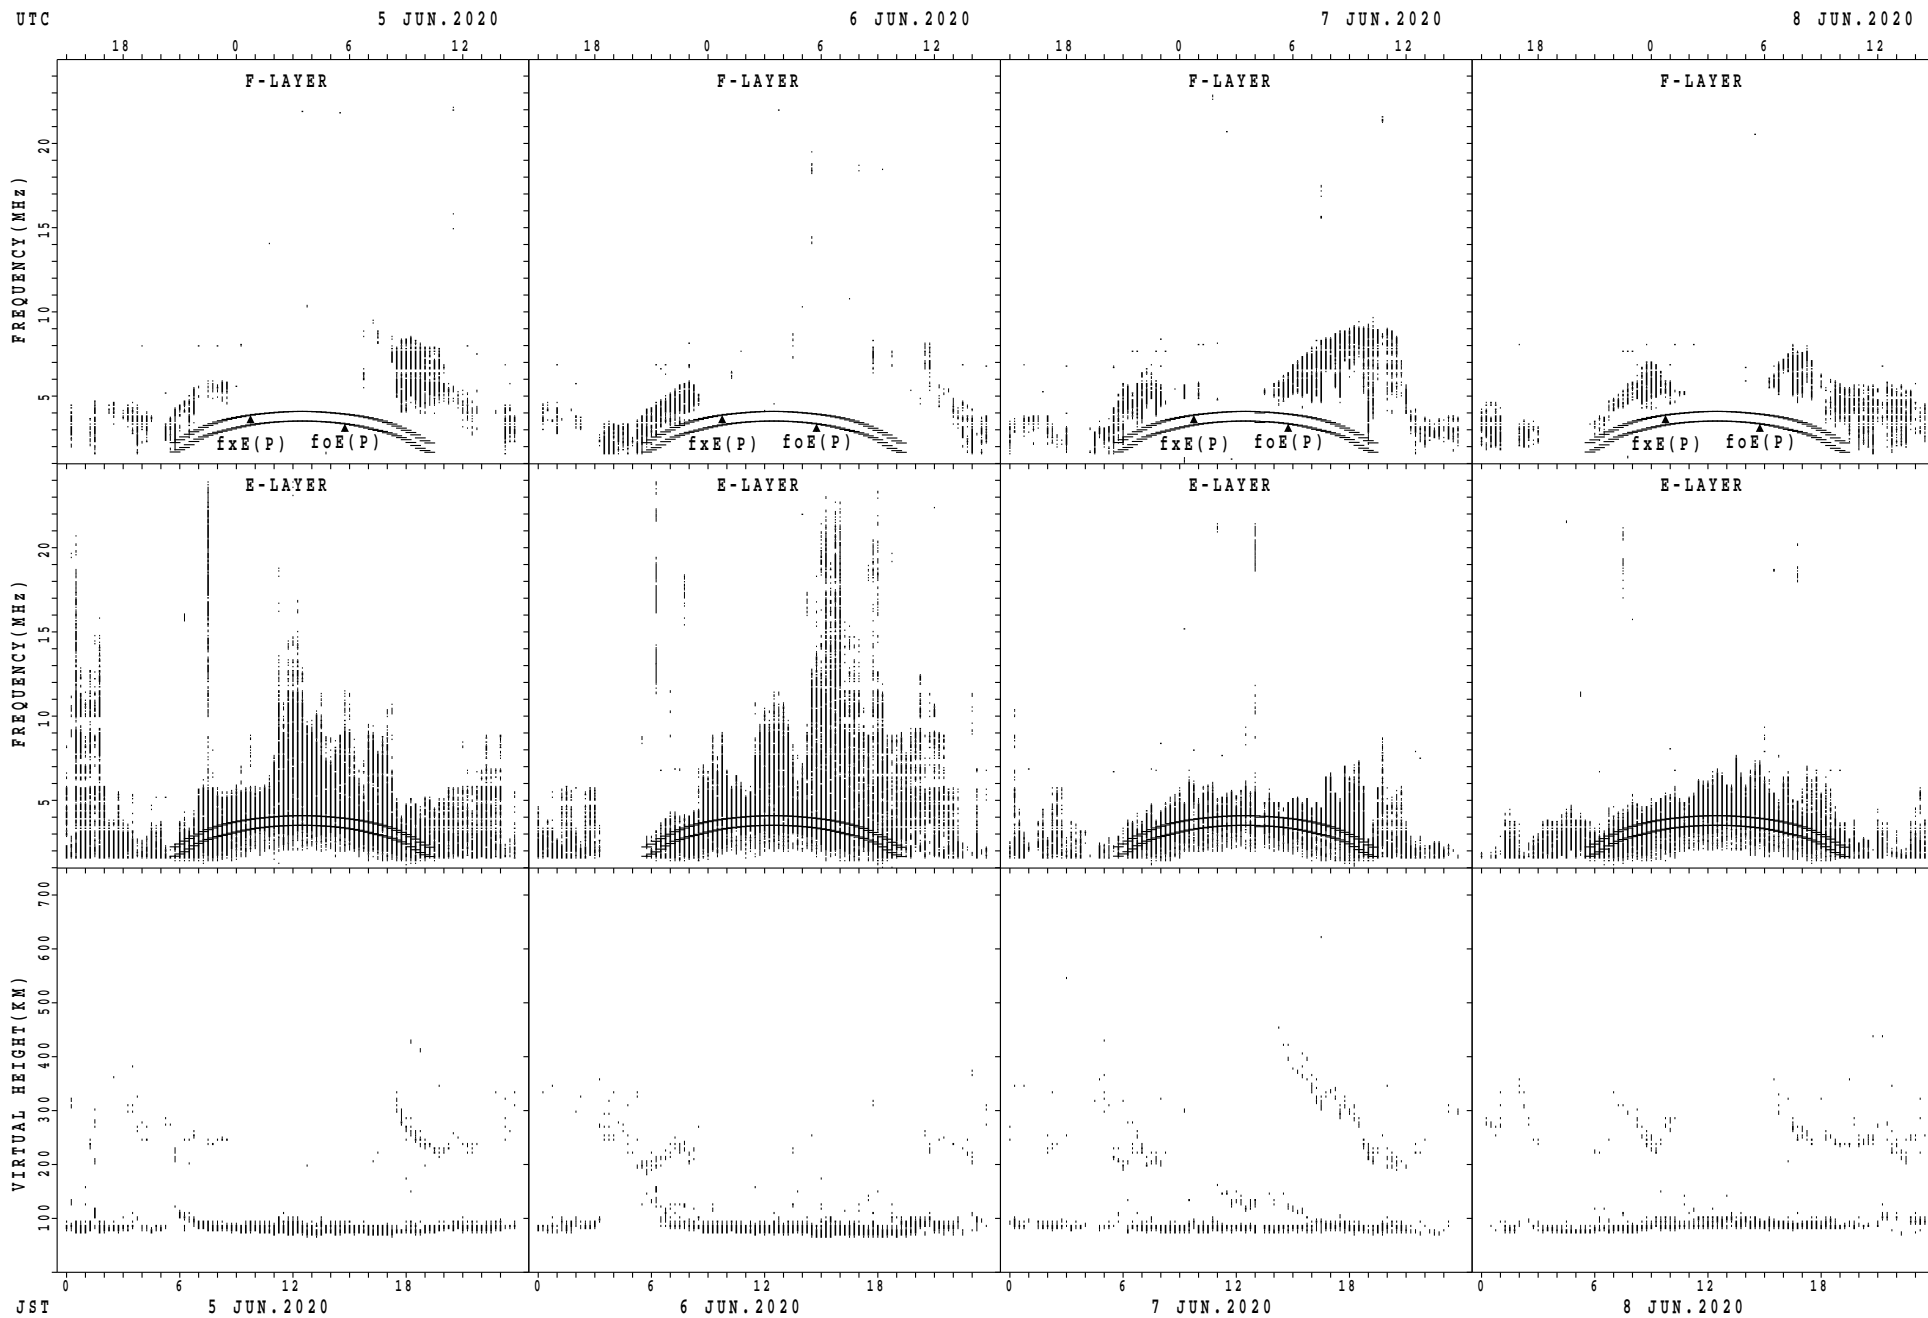 UTC 5 JUN.2020 6 JUN.2020 7 JUN.2020 8 JUN.2020
18 0 6 12 18 0 6 12 18 0 6 12 18 0 6 12
F-LAYER F-LAYER F-LAYER F-LAYER
FREQUENCY(MHz)
20
15
10
5
fxE(P) foE(P) fxE(P) foE(P) fxE(P) foE(P) fxE(P) foE(P)
E-LAYER E-LAYER E-LAYER E-LAYER
FREQUENCY(MHz)
20
15
10
5
VIRTUAL HEIGHT(KM)
700
600
500
400
300
200
100
0 6 12 18 0 6 12 18 0 6 12 18 0 6 12 18
JST 5 JUN.2020 6 JUN.2020 7 JUN.2020 8 JUN.2020